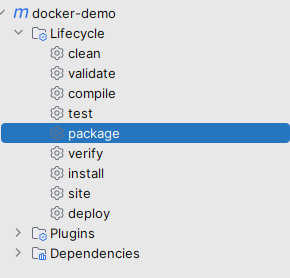 m docker-demo
Lifecycle
clean
validate
compile
test
package
verify
install
site
deploy
Plugins
Dependencies